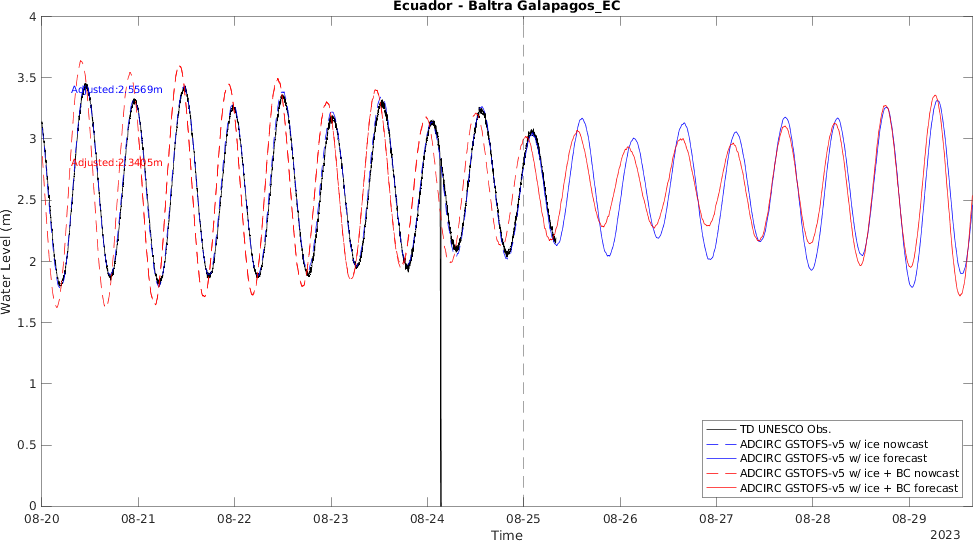 Ecuador - Baltra Galapagos_EC
4
3.5
3
2.5
2
1.5
1
0.5
0
Water Level (m)
Adjusted:2.5569m
Adjusted:2.3405m
TD UNESCO Obs.
ADCIRC GSTOFS-v5 w/ ice nowcast
ADCIRC GSTOFS-v5 w/ ice forecast
ADCIRC GSTOFS-v5 w/ ice + BC nowcast
ADCIRC GSTOFS-v5 w/ ice + BC forecast
08-20 08-21 08-22 08-23 08-24 08-25 08-26 08-27 08-28 08-29
Time
2023